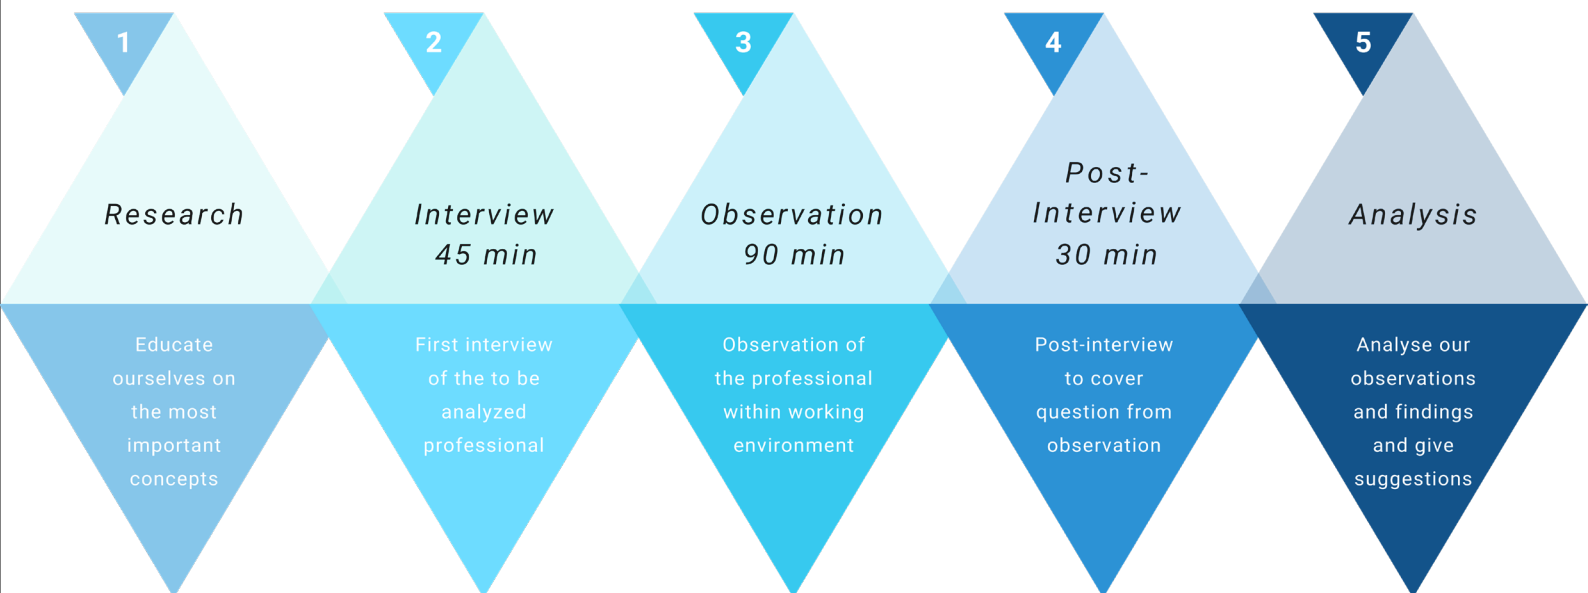 1
Research
Educate
ourselves on
the most
important
concepts
2
Interview
45 min
First interview
of the to be
analyzed
professional
3
Observation
90 min
Observation of
the professional
within working
environment
4
Post-
Interview
30 min
Post-interview
to cover
question from
observation
5
Analysis
Analyse our
observations
and findings
and give
suggestions